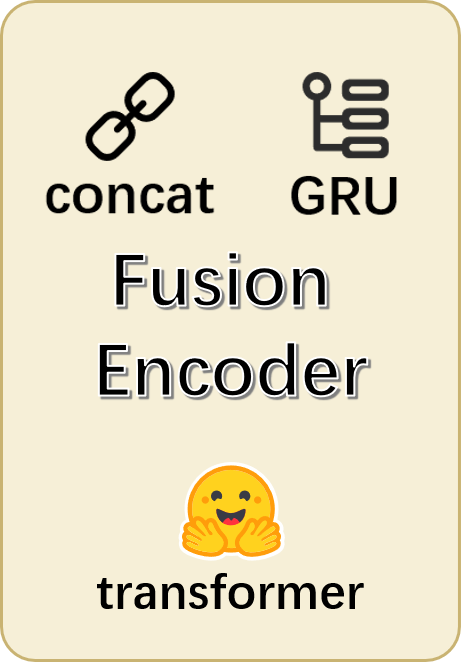 concat GRU
Fusion
Encoder
transformer